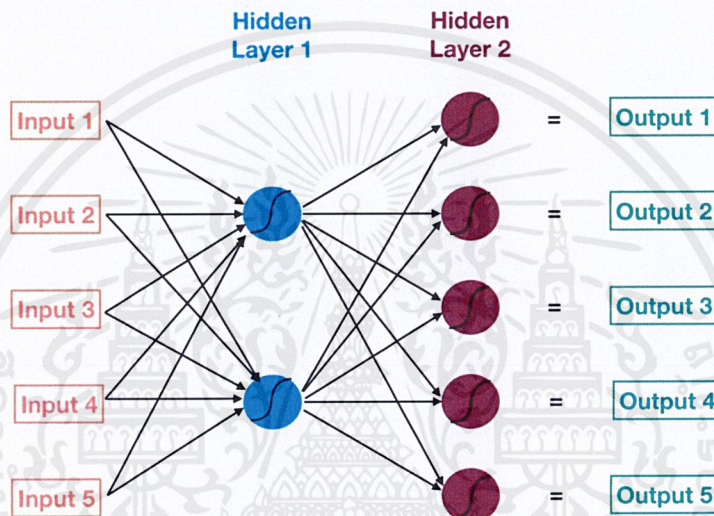 Hidden
Layer 1
Hidden
Layer 2
Input 1
=
Output 1
Input 2
=
Output 2
Input 3
=
Output 3
Input 4
=
Output 4
Input 5
=
Output 5